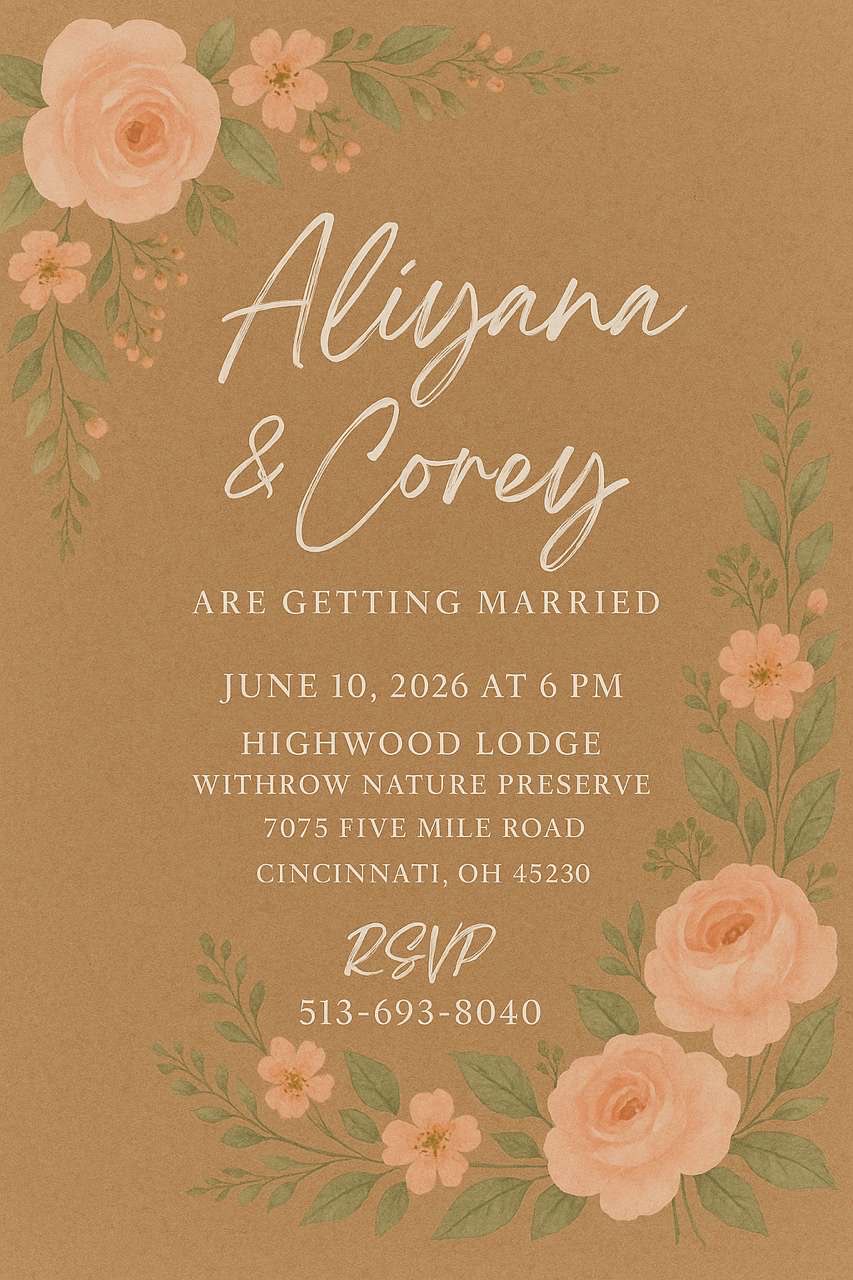 Aliyana
& Corey
ARE GETTING MARRIED
JUNE 10, 2026 AT 6 PM
HIGHWOOD LODGE
WITHROW NATURE PRESERVE
7075 FIVE MILE ROAD
CINCINNATI, OH 45230
RSVP
513-693-8040